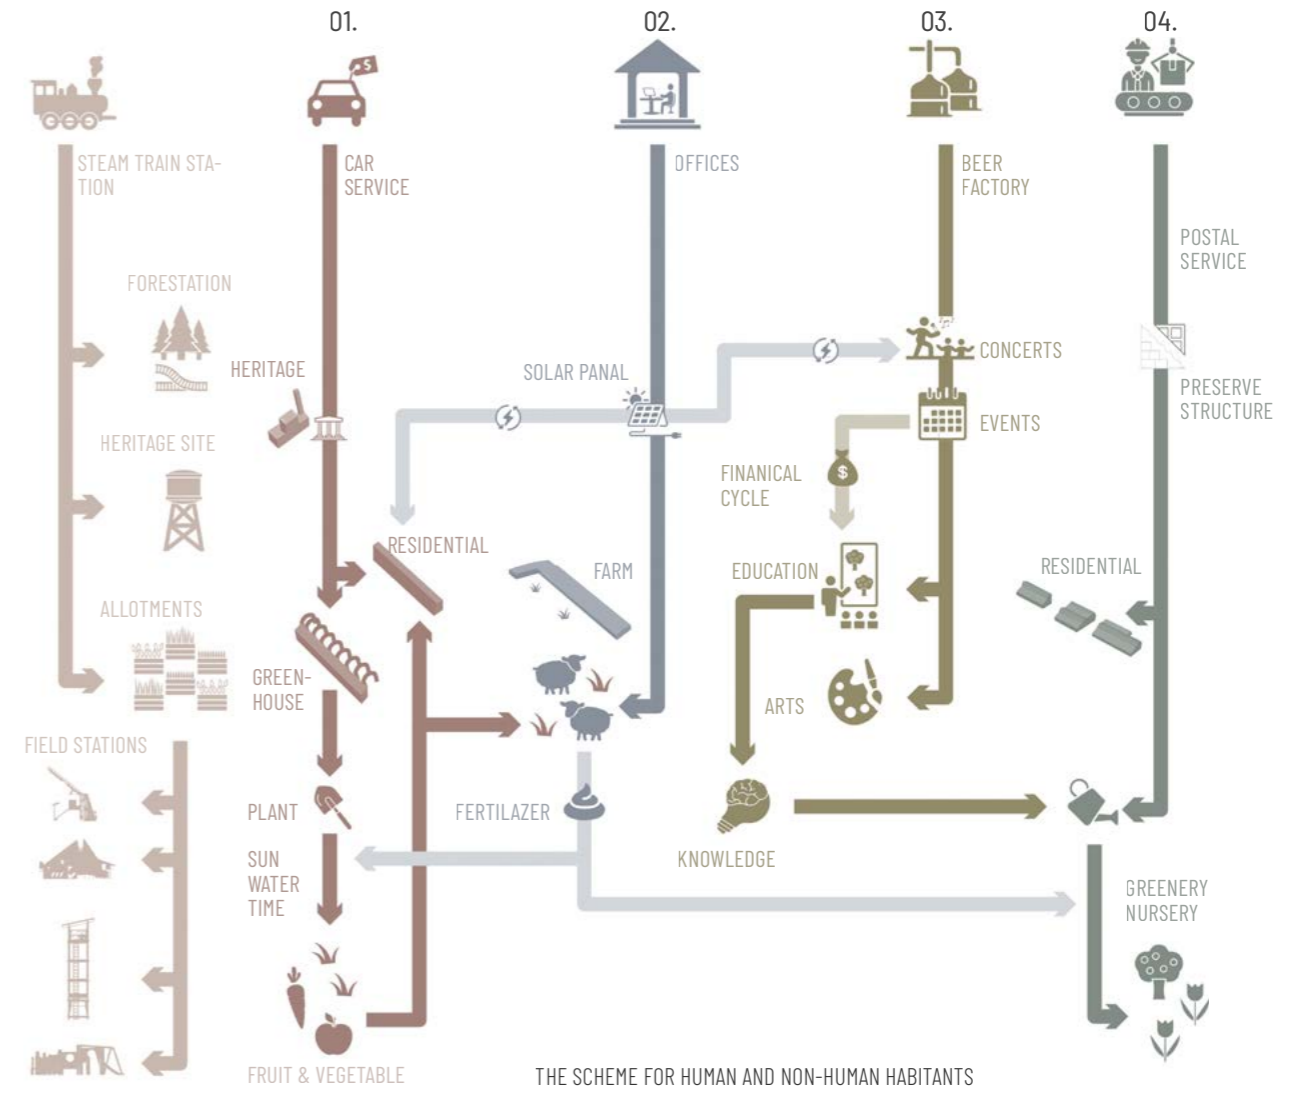 01.
02.
03.
04.
$
STEAM TRAIN STA-
TION
CAR
SERVICE
OFFICES
BEER
FACTORY
POSTAL
SERVICE
FORESTATION
HERITAGE
SOLAR PANAL
CONCERTS
PRESERVE
STRUCTURE
EVENTS
HERITAGE SITE
FINANICAL
CYCLE
$
RESIDENTIAL
FARM
EDUCATION
RESIDENTIAL
ALLOTMENTS
GREEN-
HOUSE
ARTS
FIELD STATIONS
PLANT
FERTILAZER
SUN
WATER
TIME
KNOWLEDGE
GREENERY
NURSERY
FRUIT & VEGETABLE
THE SCHEME FOR HUMAN AND NON-HUMAN HABITANTS